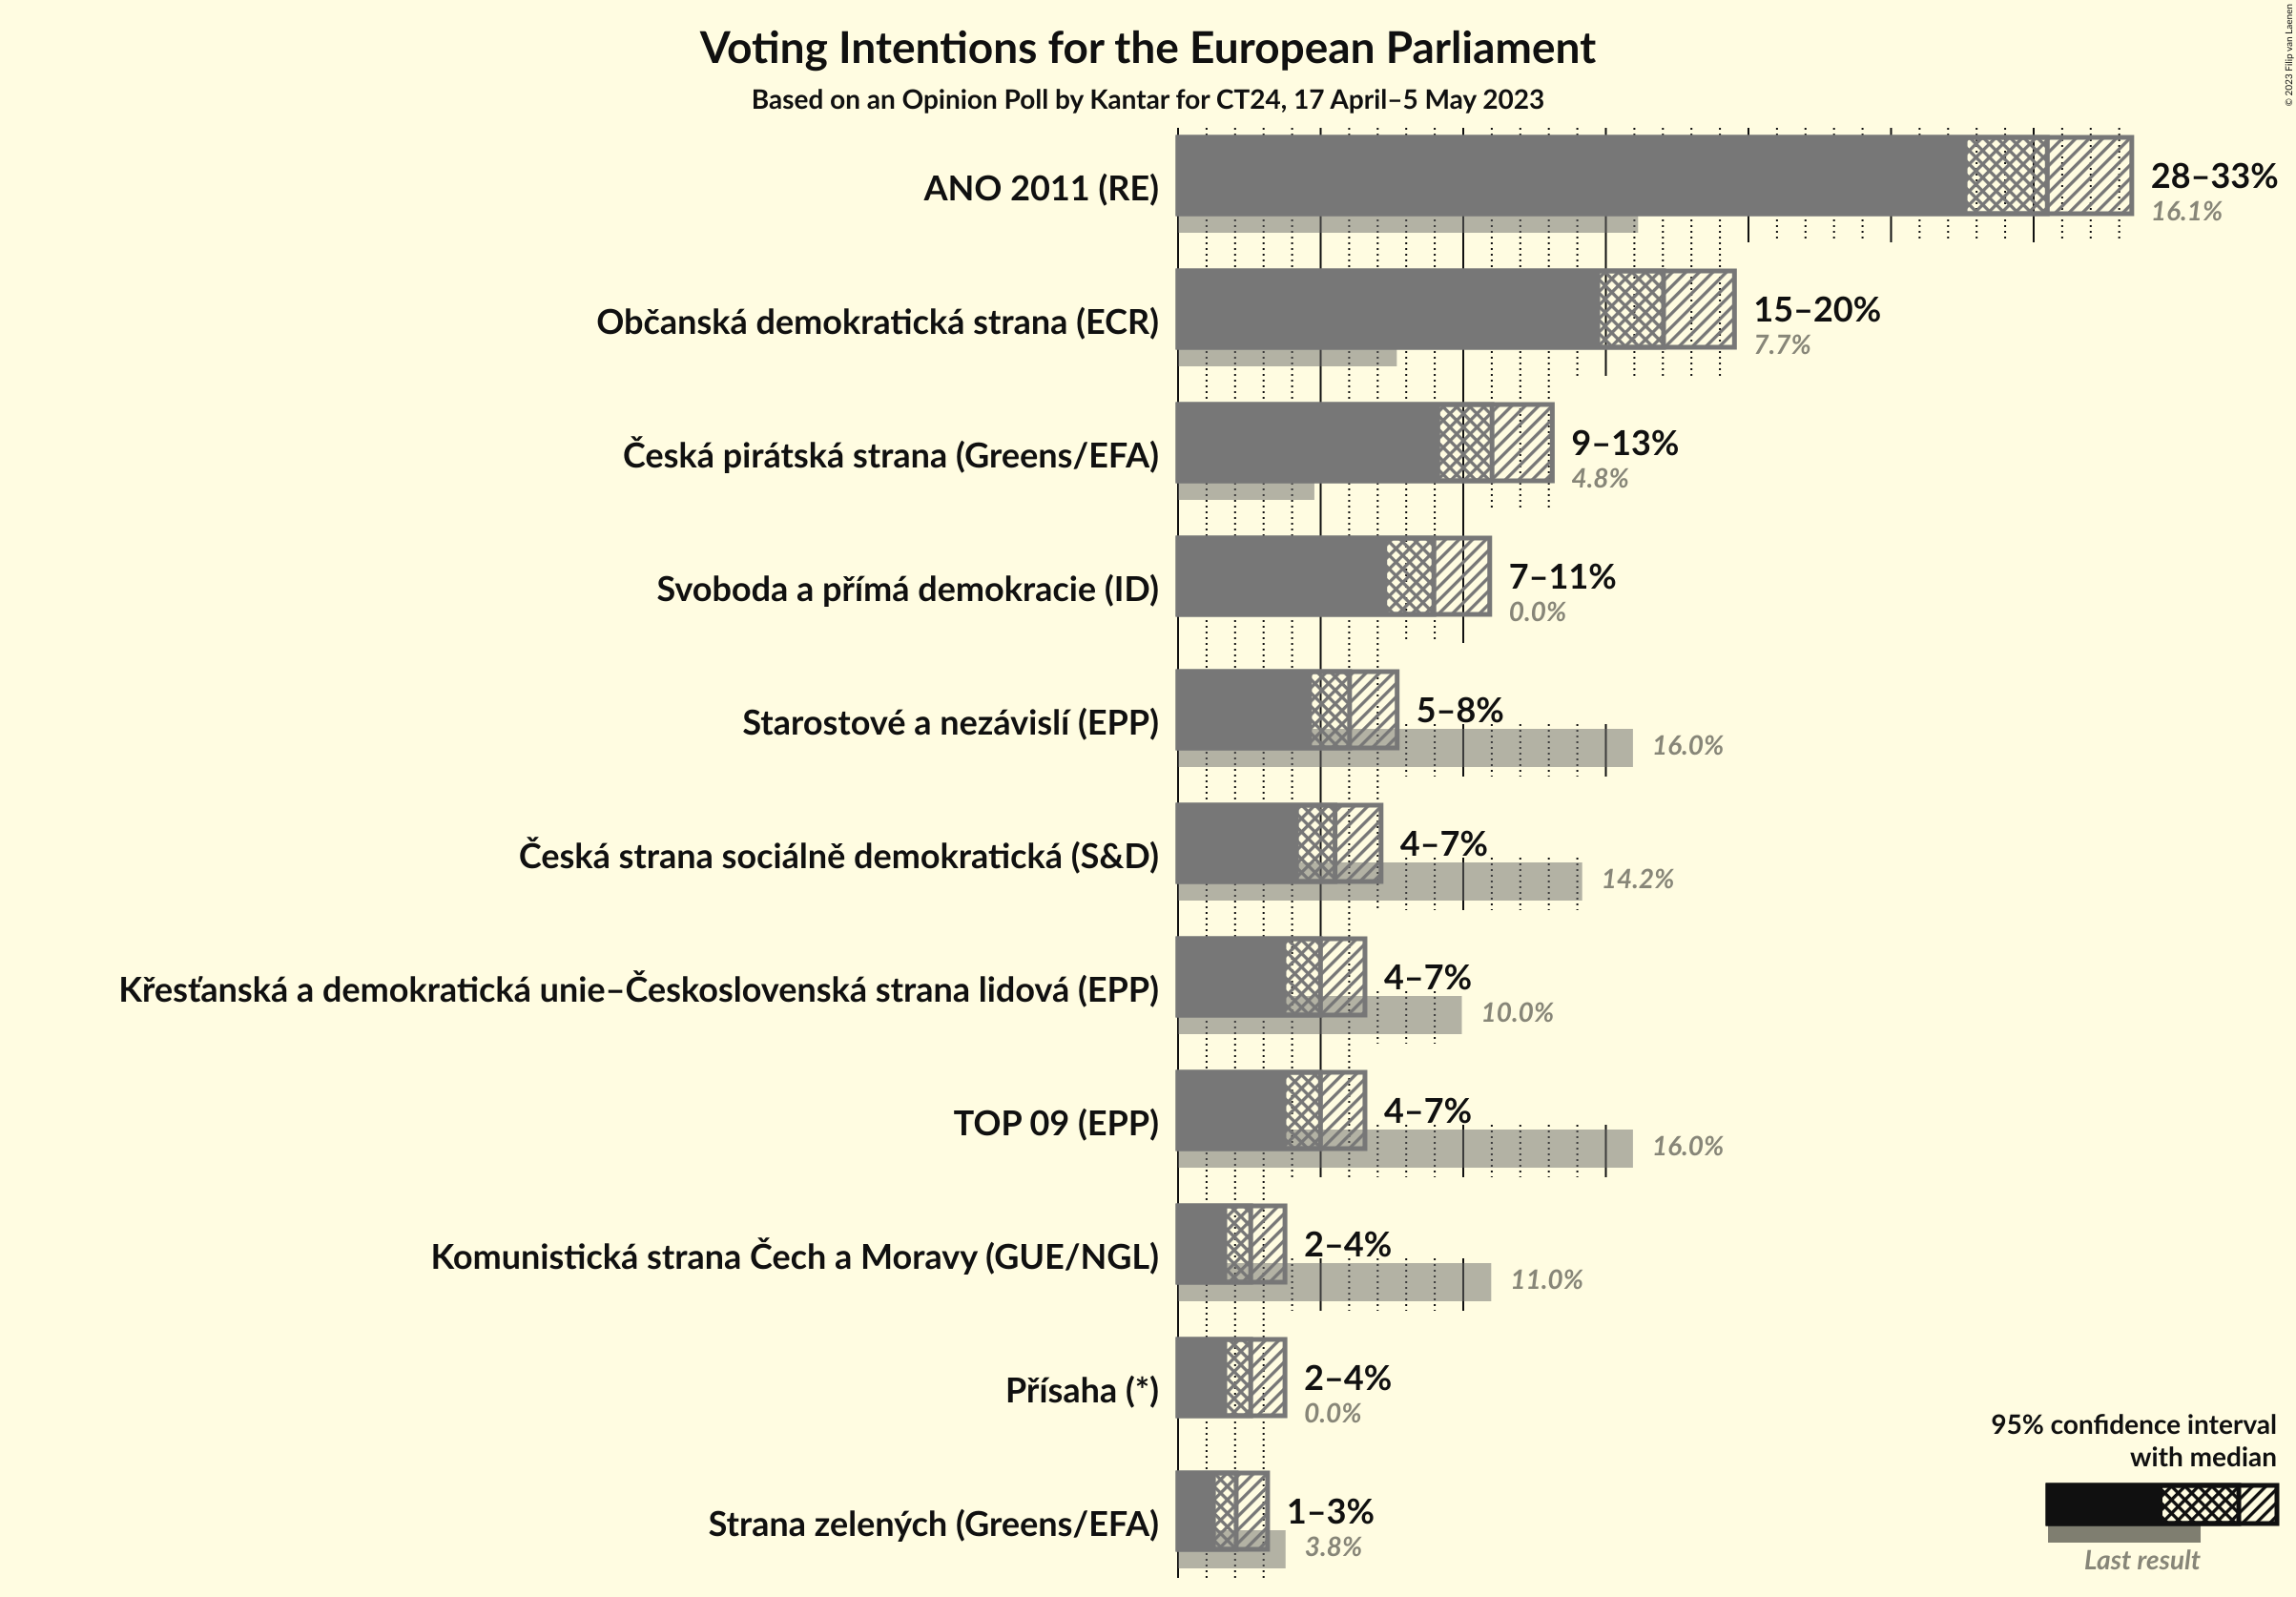 Voting Intentions for the European Parliament
Based on an Opinion Poll by Kantar for CT24, 17 April–5 May 2023
© 2023 Filip van Laenen
ANO 2011 (RE)
28–33%
16.1%
Občanská demokratická strana (ECR)
15–20%
7.7%
Česká pirátská strana (Greens/EFA)
9–13%
4.8%
Svoboda a přímá demokracie (ID)
7–11%
0.0%
Starostové a nezávislí (EPP)
5–8%
16.0%
Česká strana sociálně demokratická (S&D)
4–7%
14.2%
Křesťanská a demokratická unie–Československá strana lidová (EPP)
4–7%
10.0%
TOP 09 (EPP)
4–7%
16.0%
Komunistická strana Čech a Moravy (GUE/NGL)
2–4%
11.0%
Přísaha (*)
2–4%
0.0%
Strana zelených (Greens/EFA)
1–3%
3.8%
95% confidence interval
with median
Last result